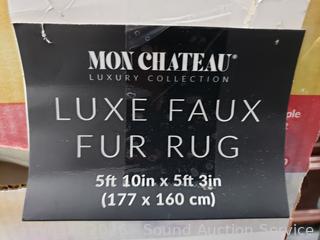 MON CHATEAU®
LUXURY COLLECTION
LUXE FAUX
FUR RUG
5ft 10in x 5ft 3in
(177 x 160 cm)
Sound Auction Service